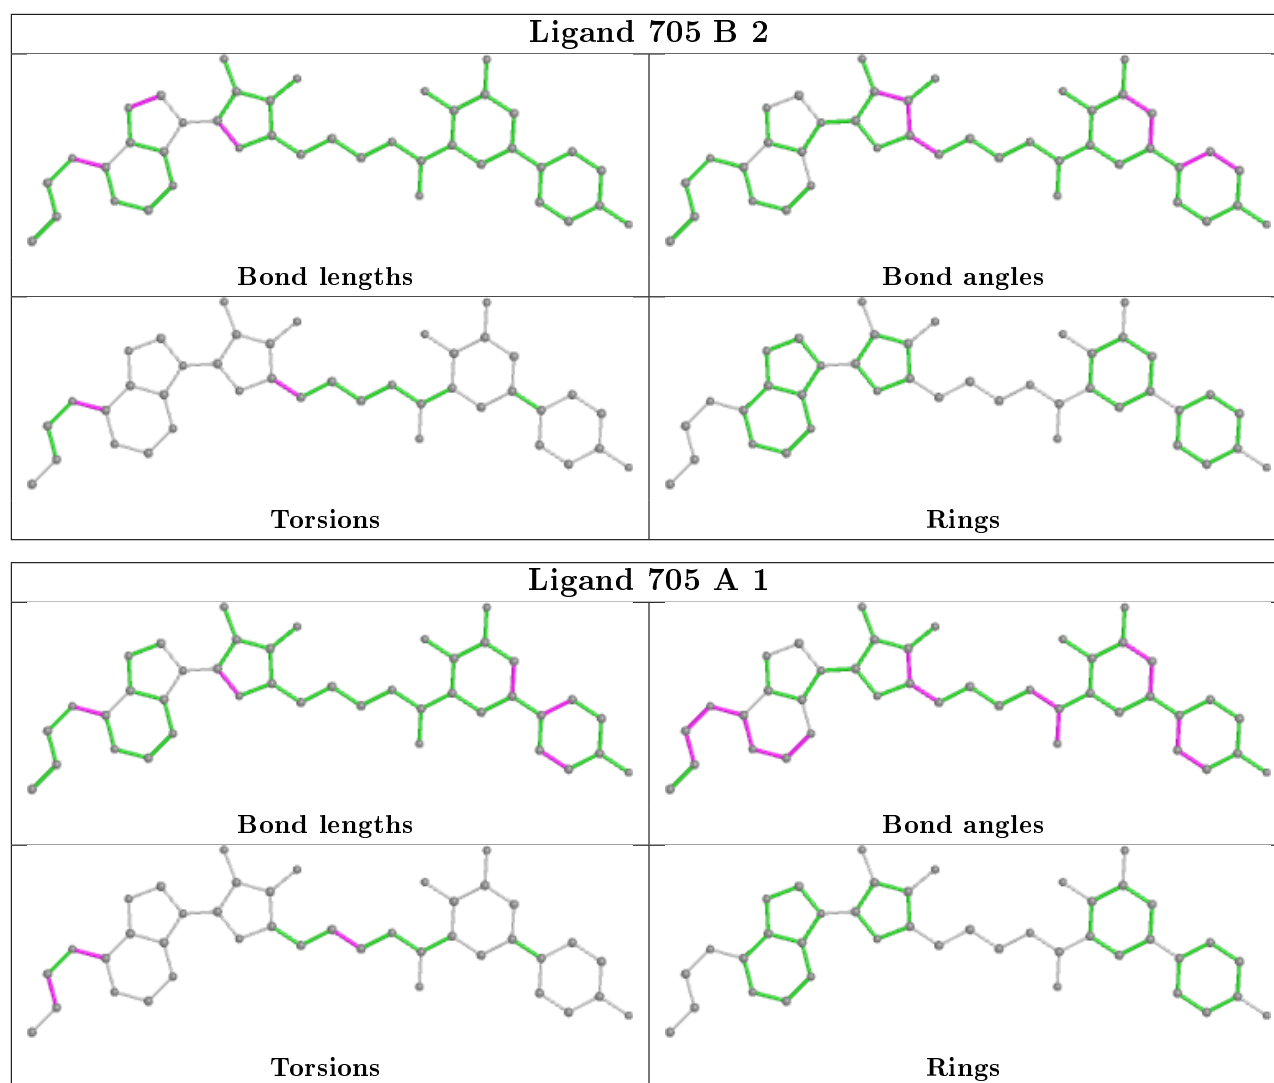 Ligand 705 B 2
Bond lengths
Bond angles
Torsions
Rings
Ligand 705 A 1
Bond lengths
Bond angles
Torsions
Rings